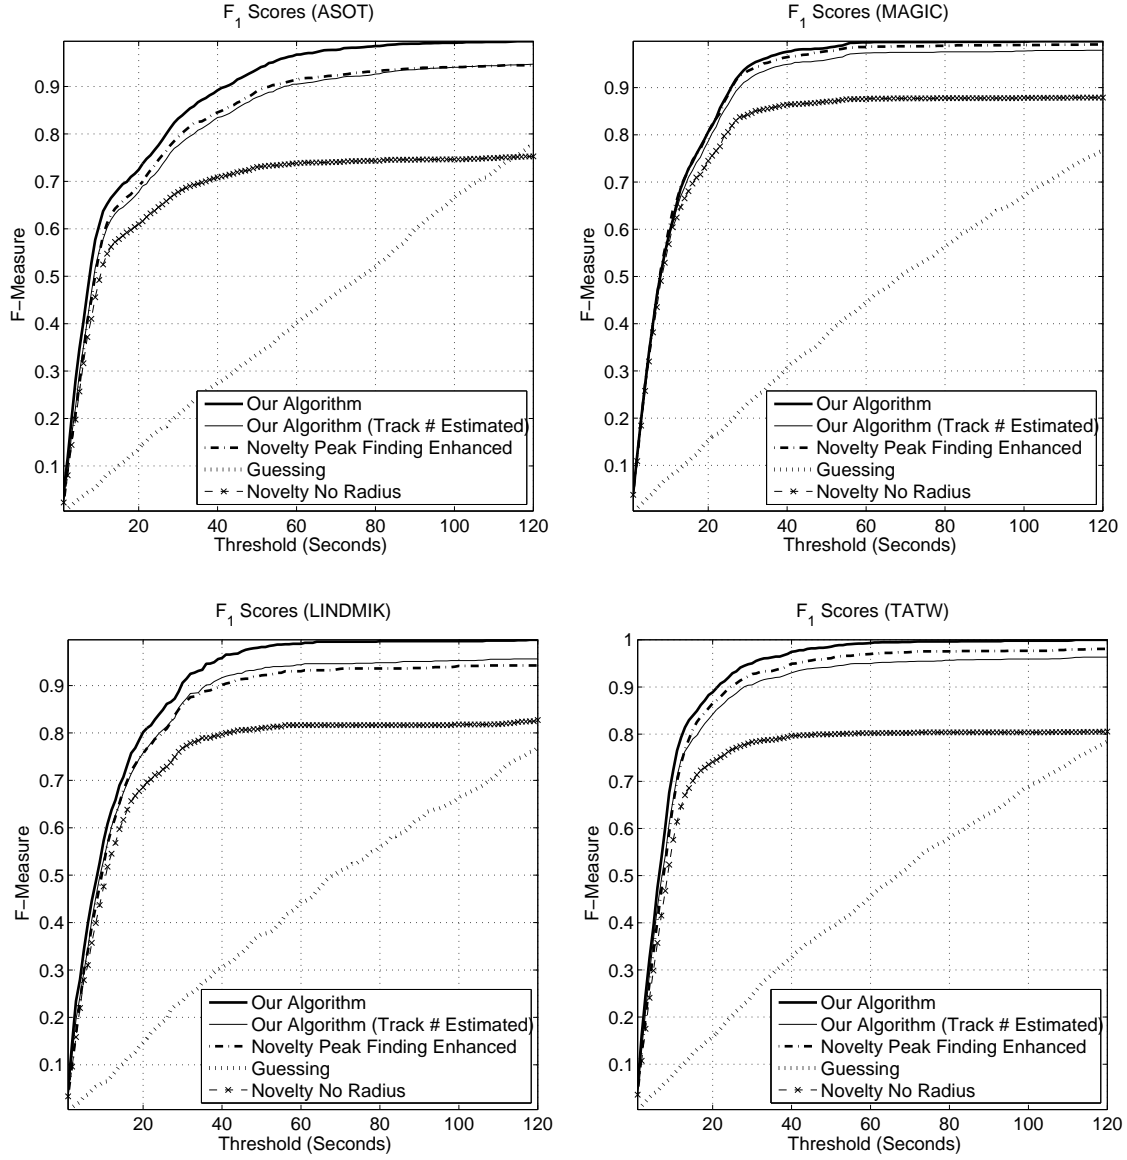 F1 Scores (ASOT)
F-Measure
0.9
0.8
0.7
0.6
0.5
0.4
0.3
0.2
0.1
Our Algorithm
Our Algorithm (Track # Estimated)
Novelty Peak Finding Enhanced
Guessing
Novelty No Radius
20 40 60 80 100 120
Threshold (Seconds)
F1 Scores (MAGIC)
F-Measure
0.9
0.8
0.7
0.6
0.5
0.4
0.3
0.2
0.1
Our Algorithm
Our Algorithm (Track # Estimated)
Novelty Peak Finding Enhanced
Guessing
Novelty No Radius
20 40 60 80 100 120
Threshold (Seconds)
F1 Scores (LINDMIK)
F-Measure
0.9
0.8
0.7
0.6
0.5
0.4
0.3
0.2
0.1
Our Algorithm
Our Algorithm (Track # Estimated)
Novelty Peak Finding Enhanced
Guessing
Novelty No Radius
20 40 60 80 100 120
Threshold (Seconds)
F1 Scores (TATW)
F-Measure
1
0.9
0.8
0.7
0.6
0.5
0.4
0.3
0.2
0.1
Our Algorithm
Our Algorithm (Track # Estimated)
Novelty Peak Finding Enhanced
Guessing
Novelty No Radius
20 40 60 80 100 120
Threshold (Seconds)